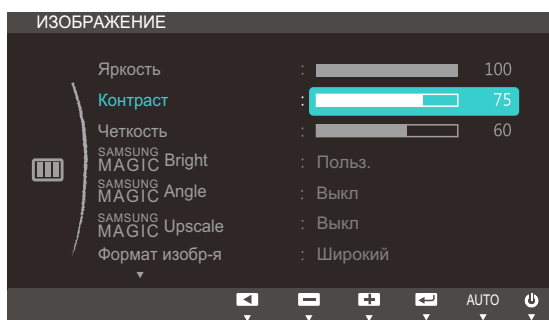 ИЗОБРАЖЕНИЕ
Яркость : 100
Контраст : 75
Четкость : 60
SAMSUNG MAGIC Bright : Польз.
SAMSUNG MAGIC Angle : Выкл
SAMSUNG MAGIC Upscale : Выкл
Формат изобр-я : Широкий
AUTO